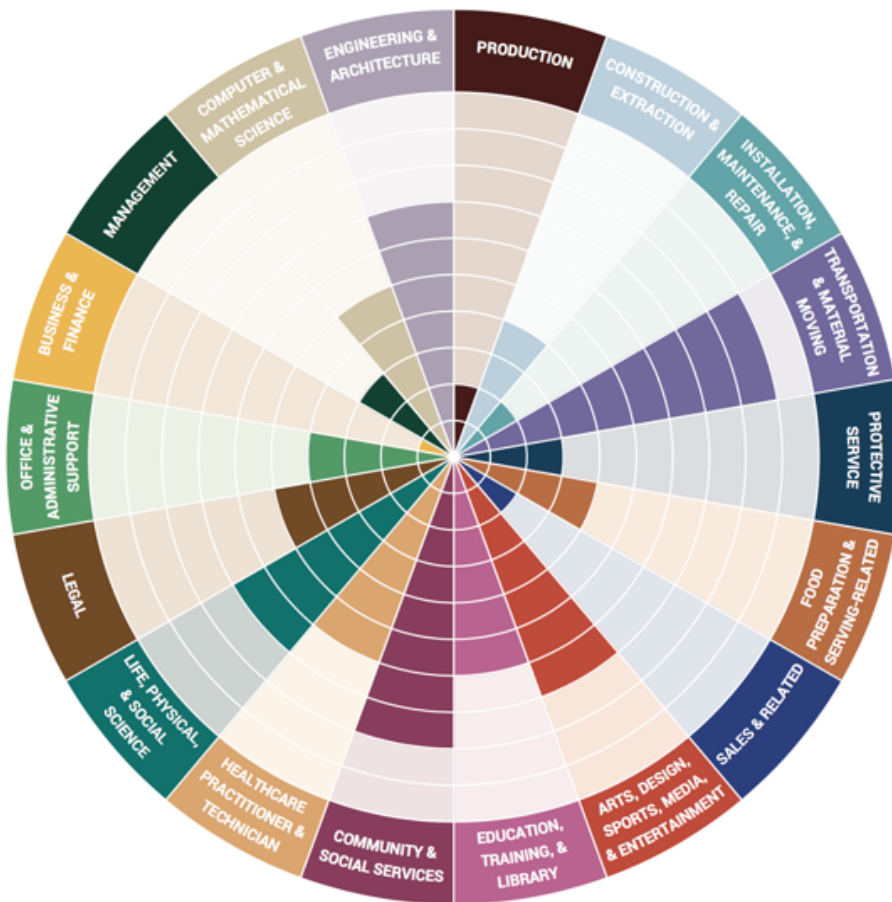 PRODUCTION
CONSTRUCTION &
EXTRACTION
INSTALLATION,
MAINTENANCE, &
REPAIR
TRANSPORTATION
& MATERIAL
MOVING
PROTECTIVE
SERVICE
FOOD
PREPARATION &
SERVING-RELATED
SALES & RELATED
ARTS, DESIGN,
SPORTS, MEDIA,
& ENTERTAINMENT
EDUCATION,
TRAINING, &
LIBRARY
COMMUNITY &
SOCIAL SERVICES
HEALTHCARE
PRACTITIONER &
TECHNICIAN
LIFE, PHYSICAL,
& SOCIAL
SCIENCE
LEGAL
OFFICE &
ADMINISTRATIVE
SUPPORT
BUSINESS &
FINANCE
MANAGEMENT
COMPUTER &
MATHEMATICAL
SCIENCE
ENGINEERING &
ARCHITECTURE